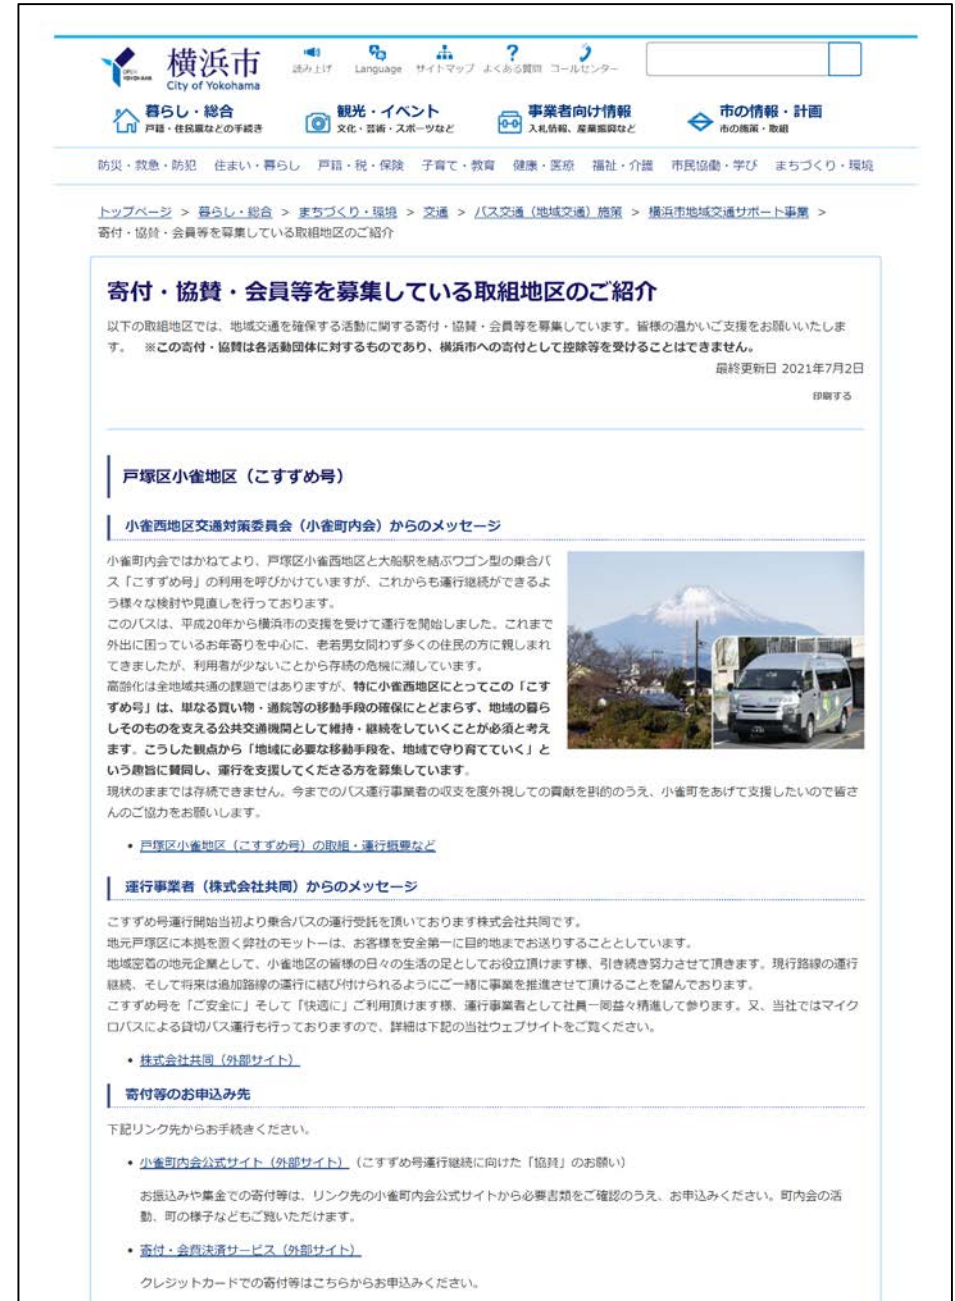 横浜市
City of Yokohama
読み上げ Language サイトマップ よくある質問 コールセンター
暮らし・総合
戸籍・住民票などの手続き
観光・イベント
文化・芸術・スポーツなど
事業者向け情報
入札情報、産業振興など
市の情報・計画
市の施策・取組
防災・救急・防犯 住まい・暮らし 戸籍・税・保険 子育て・教育 健康・医療 福祉・介護 市民協働・学び まちづくり・環境
トップページ > 暮らし・総合 > まちづくり・環境 > 交通 > バス交通（地域交通）施策 > 横浜市地域交通サポート事業 >
寄付・協賛・会員等を募集している取組地区のご紹介
寄付・協賛・会員等を募集している取組地区のご紹介
以下の取組地区では、地域交通を確保する活動に関する寄付・協賛・会員等を募集しています。皆様の温かいご支援をお願いいたしま
す。 ※この寄付・協賛は各活動団体に対するものであり、横浜市への寄付として控除等を受けることはできません。
最終更新日 2021年7月2日
印刷する
戸塚区小雀地区（こすずめ号）
小雀西地区交通対策委員会（小雀町内会）からのメッセージ
小雀町内会ではかねてより、戸塚区小雀西地区と大船駅を結ぶワゴン型の乗合バ
ス「こすずめ号」の利用を呼びかけていますが、これからも運行継続ができるよ
う様々な検討や見直しを行っております。
このバスは、平成20年から横浜市の支援を受けて運行を開始しました。これまで
外出に困っているお年寄りを中心に、老若男女問わず多くの住民の方に親しまれ
てきましたが、利用者が少ないことから存続の危機に瀕しています。
高齢化は全地域共通の課題ではありますが、特に小雀西地区にとってこの「こす
ずめ号」は、単なる買い物・通院等の移動手段の確保にとどまらず、地域の暮ら
しそのものを支える公共交通機関として維持・継続をしていくことが必須と考え
ます。こうした観点から「地域に必要な移動手段を、地域で守り育てていく」と
いう趣旨に賛同し、運行を支援してくださる方を募集しています。
現状のままでは存続できません。今までのバス運行事業者の収支を度外視しての貢献を斟酌のうえ、小雀町をあげて支援したいので皆さ
んのご協力をお願いします。
• 戸塚区小雀地区（こすずめ号）の取組・運行概要など
運行事業者（株式会社共同）からのメッセージ
こすずめ号運行開始当初より乗合バスの運行受託を頂いております株式会社共同です。
地元戸塚区に本拠を置く弊社のモットーは、お客様を安全第一に目的地までお送りすることとしています。
地域密着の地元企業として、小雀地区の皆様の日々の生活の足としてお役立頂けます様、引き続き努力させて頂きます。現行路線の運行
継続、そして将来は追加路線の運行に結び付けられるようにご一緒に事業を推進させて頂けることを望んでおります。
こすずめ号を「ご安全に」そして「快適に」ご利用頂けます様、運行事業者として社員一同益々精進して参ります。又、当社ではマイク
ロバスによる貸切バス運行も行っておりますので、詳細は下記の当社ウェブサイトをご覧ください。
• 株式会社共同（外部サイト）
寄付等のお申込み先
下記リンク先からお手続きください。
• 小雀町内会公式サイト（外部サイト）（こすずめ号運行継続に向けた「協賛」のお願い）
お振込みや集金での寄付等は、リンク先の小雀町内会公式サイトから必要書類をご確認のうえ、お申込みください。町内会の活
動、町の様子などもご覧いただけます。
• 寄付・会費決済サービス（外部サイト）
クレジットカードでの寄付等はこちらからお申込みください。